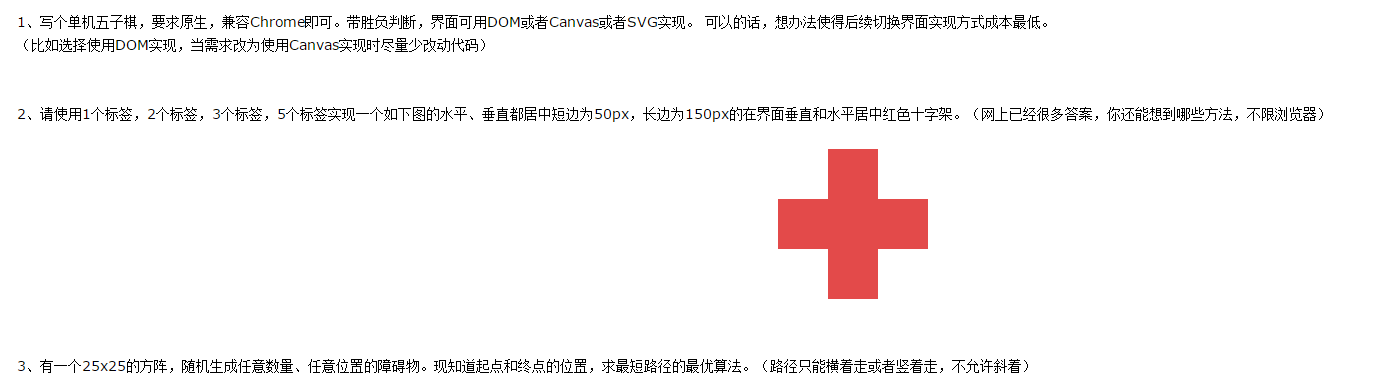 1、写个单机五子棋，要求原生，兼容Chrome即可。带胜负判断，界面可用DOM或者Canvas或者SVG实现。 可以的话，想办法使得后续切换界面实现方式成本最低。
（比如选择使用DOM实现，当需求改为使用Canvas实现时尽量少改动代码）
2、请使用1个标签，2个标签，3个标签，5个标签实现一个如下图的水平、垂直都居中短边为50px，长边为150px的在界面垂直和水平居中红色十字架。（网上已经很多答案，你还能想到哪些方法，不限浏览器）
3、有一个25x25的方阵，随机生成任意数量、任意位置的障碍物。现知道起点和终点的位置，求最短路径的最优算法。（路径只能横着走或者竖着走，不允许斜着）